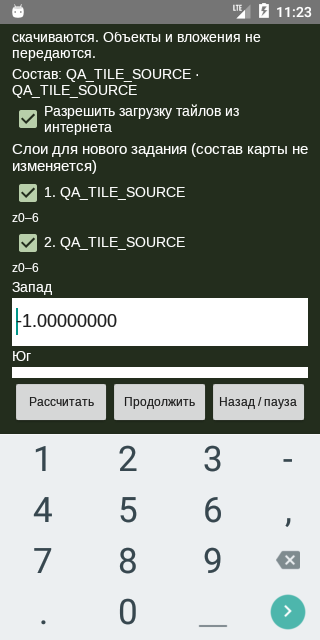 LTE 11:23
скачиваются. Объекты и вложения не
передаются.
Состав: QA_TILE_SOURCE ·
QA_TILE_SOURCE
Разрешить загрузку тайлов из
интернета
Слои для нового задания (состав карты не
изменяется)
1. QA_TILE_SOURCE
z0–6
2. QA_TILE_SOURCE
z0–6
Запад
-1.00000000
Юг
Рассчитать Продолжить Назад / пауза
1 2 3 -
4 5 6 ,
7 8 9
. 0 _